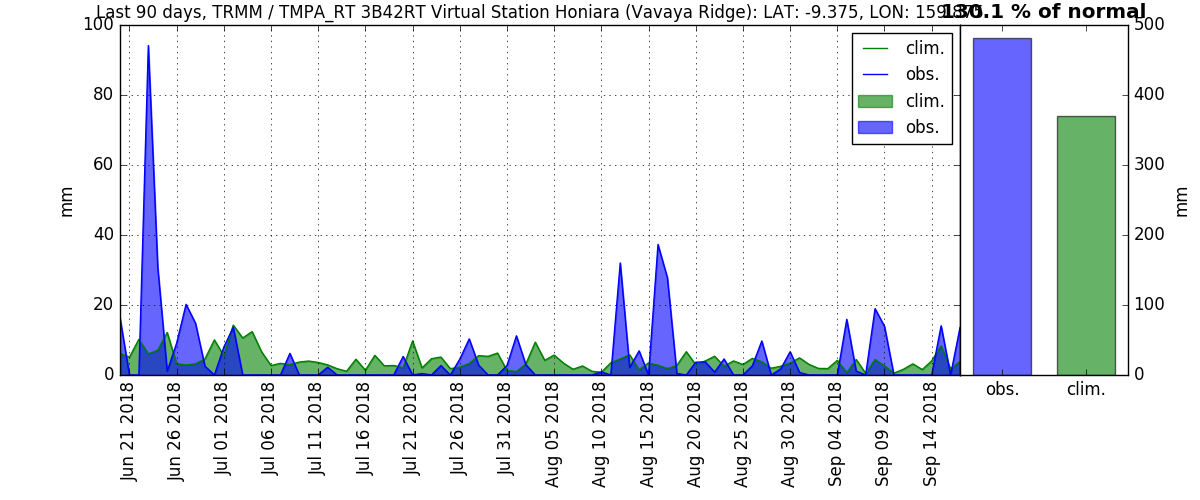 Last 90 days, TRMM / TMPA_RT 3B42RT Virtual Station Honiara (Vavaya Ridge): LAT: -9.375, LON: 159.875
130.1 % of normal
100
80
60
40
20
0
mm
clim.
obs.
clim.
obs.
500
400
300
200
100
0
mm
obs.
clim.
Jun 21 2018
Jun 26 2018
Jul 01 2018
Jul 06 2018
Jul 11 2018
Jul 16 2018
Jul 21 2018
Jul 26 2018
Jul 31 2018
Aug 05 2018
Aug 10 2018
Aug 15 2018
Aug 20 2018
Aug 25 2018
Aug 30 2018
Sep 04 2018
Sep 09 2018
Sep 14 2018